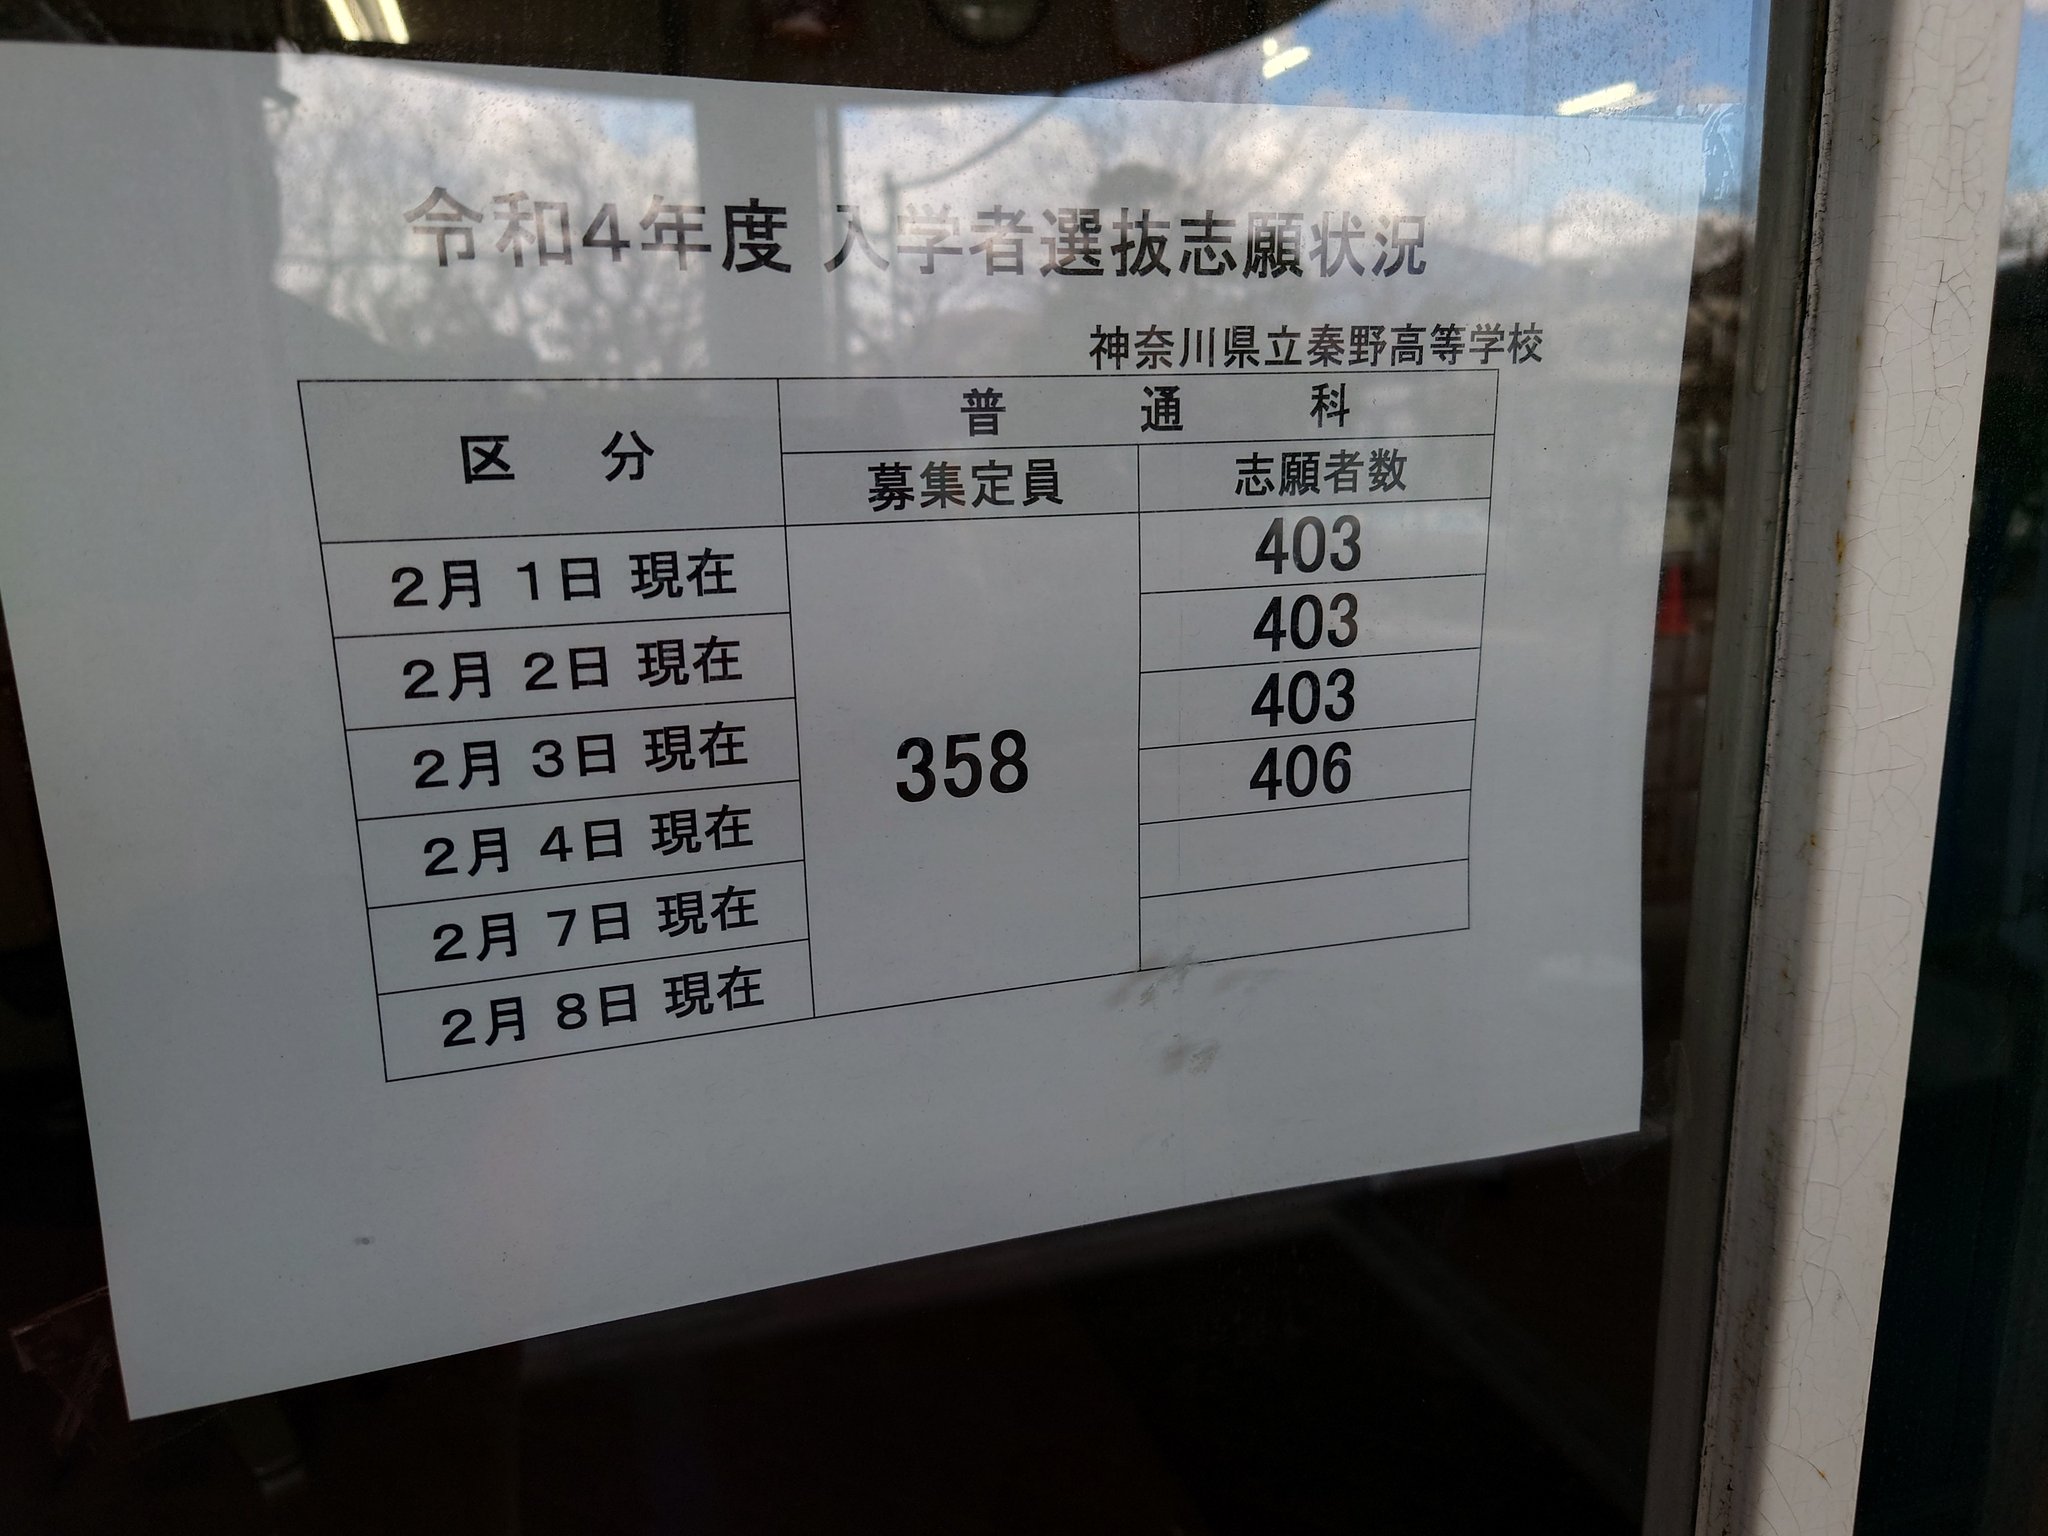 令和4年度 入学者選抜志願状況
神奈川県立秦野高等学校
区 分 普 通 科
募集定員 志願者数
2月 1日 現在 403
2月 2日 現在 403
2月 3日 現在 403
358
2月 4日 現在 406
2月 7日 現在
2月 8日 現在